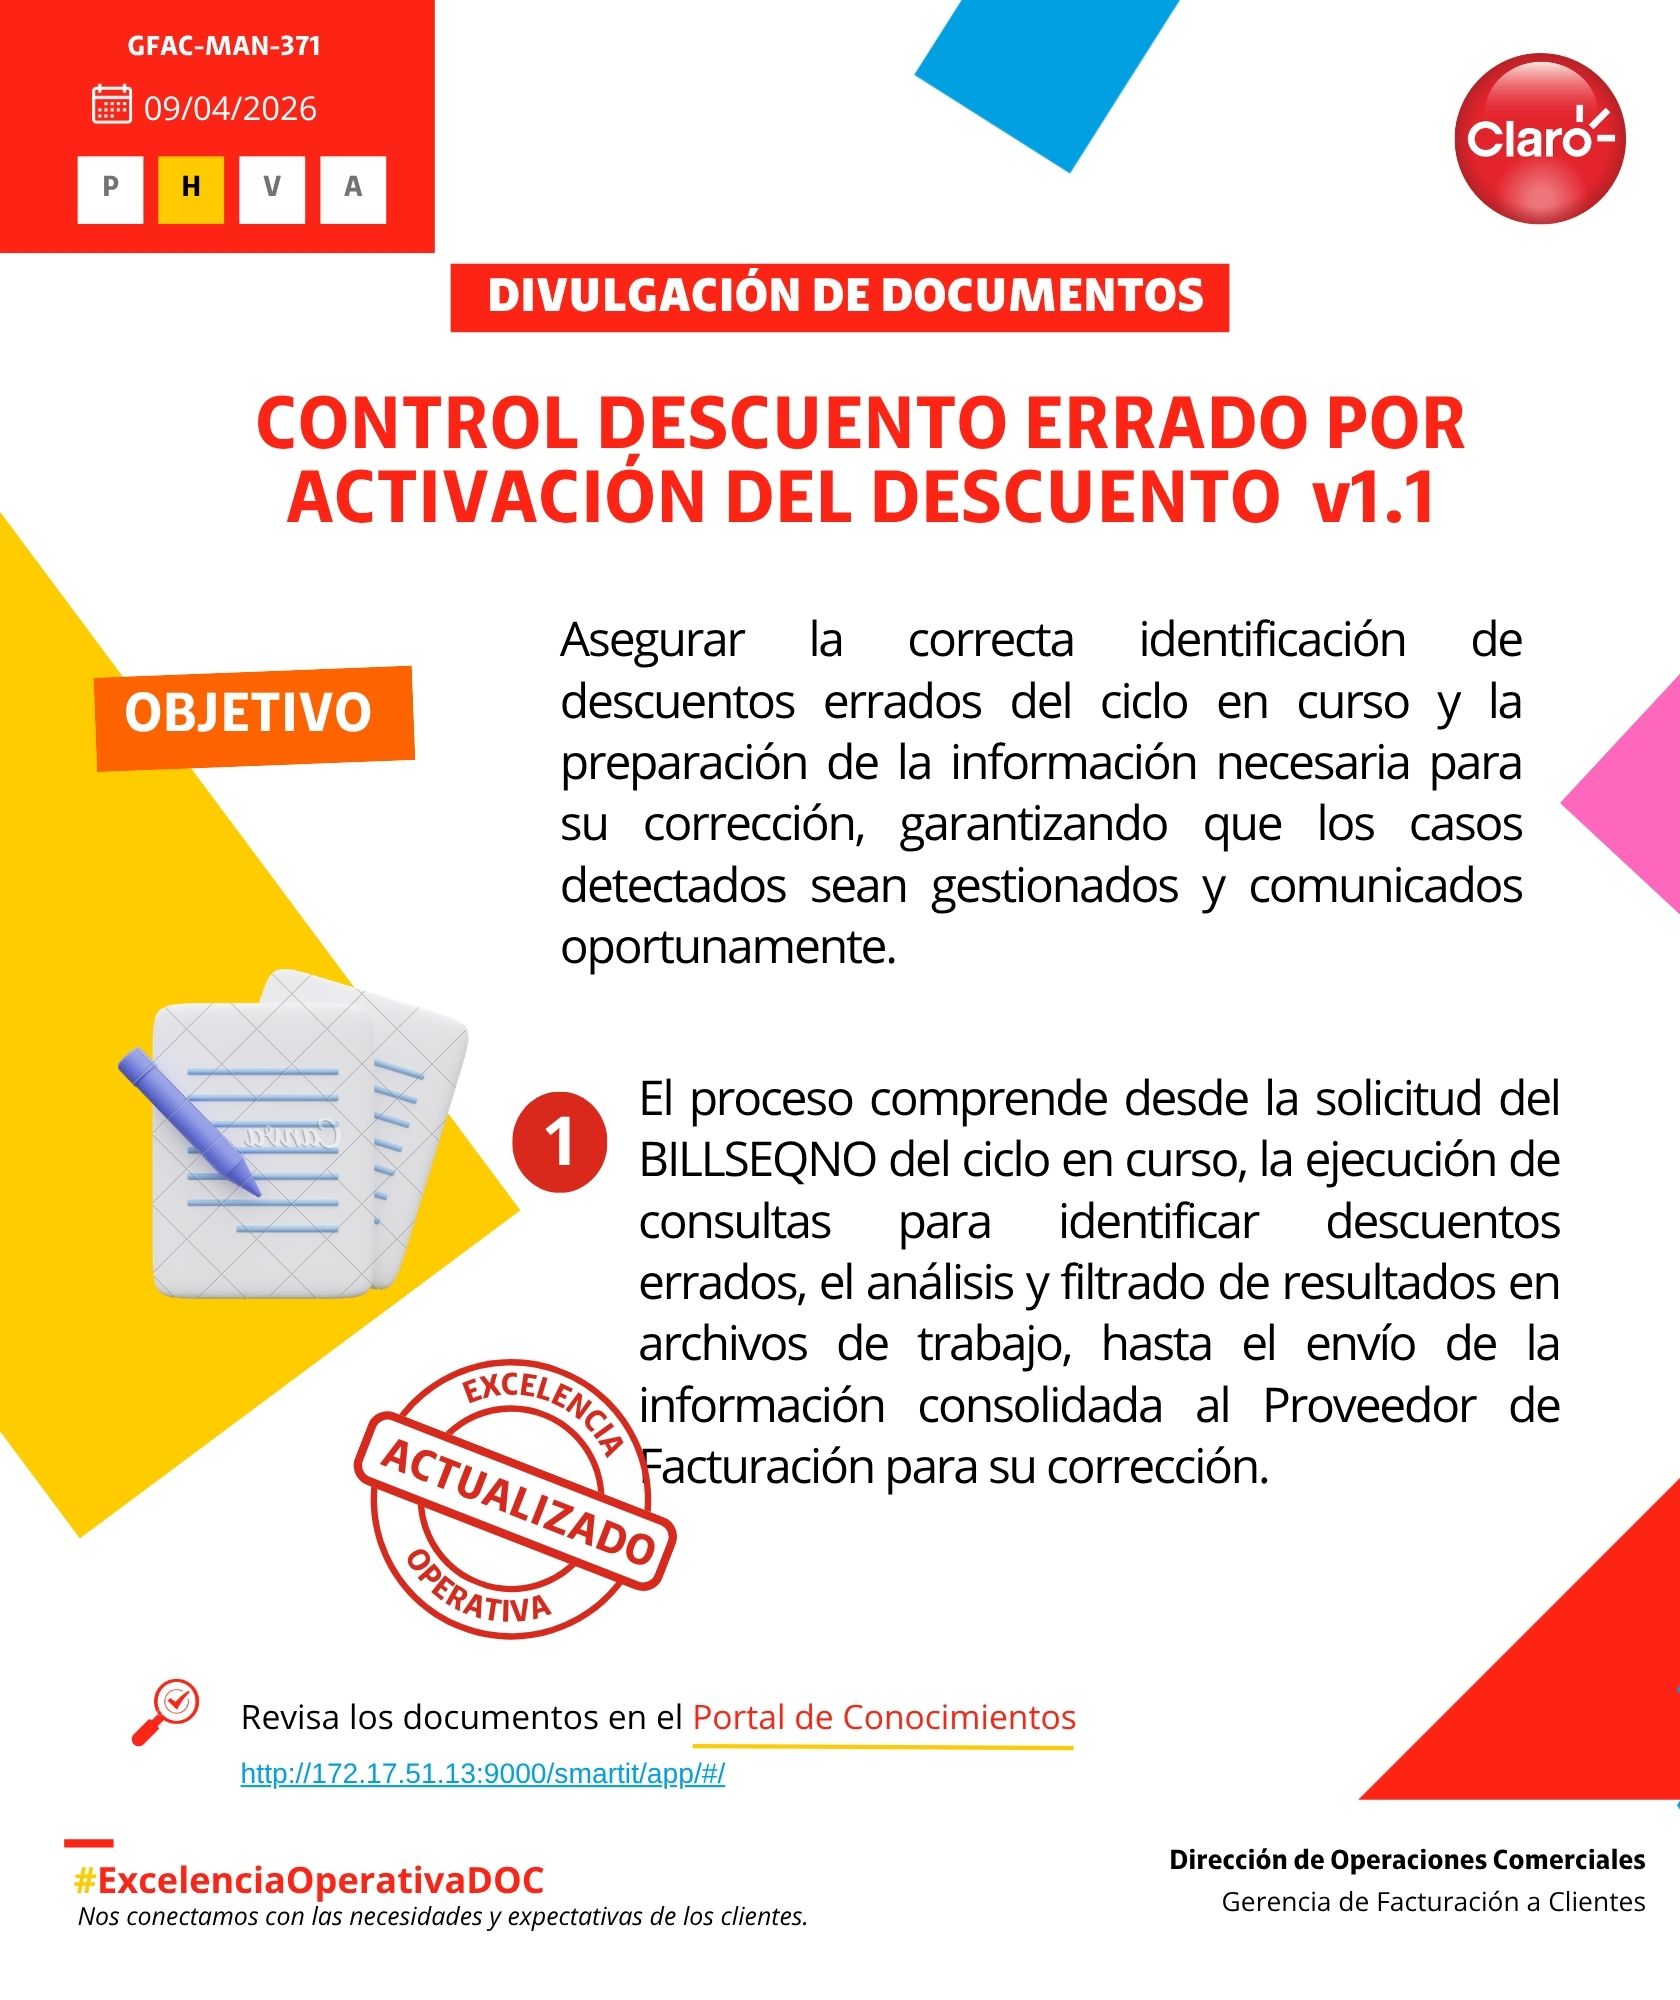 GFAC-MAN-371
09/04/2026
P H V A
Claro
DIVULGACIÓN DE DOCUMENTOS
CONTROL DESCUENTO ERRADO POR
ACTIVACIÓN DEL DESCUENTO v1.1
OBJETIVO
Asegurar la correcta identificación de
descuentos errados del ciclo en curso y la
preparación de la información necesaria para
su corrección, garantizando que los casos
detectados sean gestionados y comunicados
oportunamente.
Canva
1
El proceso comprende desde la solicitud del
BILLSEQNO del ciclo en curso, la ejecución de
consultas para identificar descuentos
errados, el análisis y filtrado de resultados en
archivos de trabajo, hasta el envío de la
información consolidada al Proveedor de
Facturación para su corrección.
EXCELENCIA
ACTUALIZADO
OPERATIVA
Revisa los documentos en el Portal de Conocimientos
http://172.17.51.13:9000/smartit/app/#/
#ExcelenciaOperativaDOC
Nos conectamos con las necesidades y expectativas de los clientes.
Dirección de Operaciones Comerciales
Gerencia de Facturación a Clientes